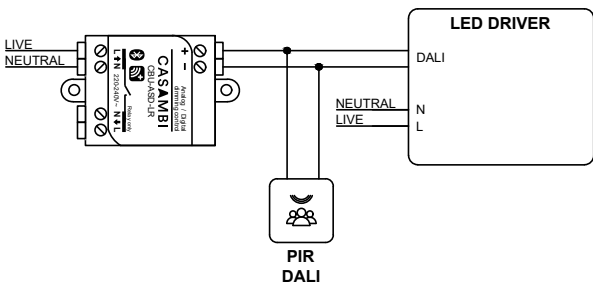 LIVE
NEUTRAL
L N
220-240V~
N L
Relay only
CASAMBI
CBU-ASD-LR
Analog / Digital
dimming control
+
-
LED DRIVER
DALI
NEUTRAL
N
LIVE
L
PIR
DALI